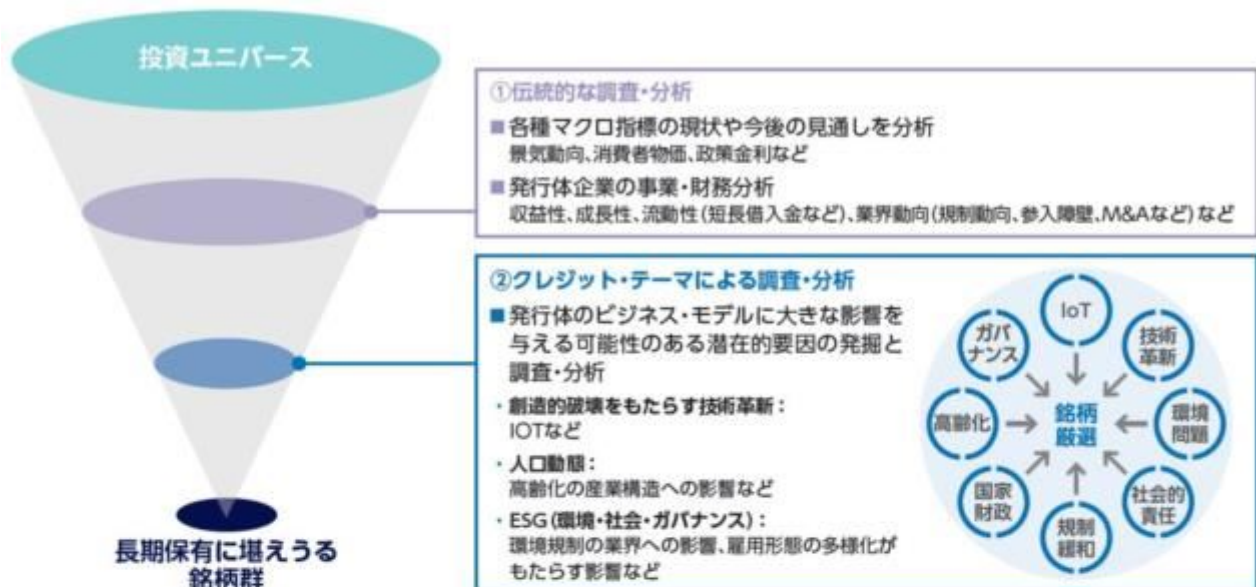 投資ユニバース
①伝統的な調査・分析
■各種マクロ指標の現状や今後の見通しを分析
景気動向、消費者物価、政策金利など
■発行体企業の事業・財務分析
収益性、成長性、流動性(短長借入金など)、業界動向(規制動向、参入障壁、M&Aなど)など
②クレジット・テーマによる調査・分析
■発行体のビジネス・モデルに大きな影響を
与える可能性のある潜在的要因の発掘と
調査・分析
・創造的破壊をもたらす技術革新:
IOTなど
・人口動態:
高齢化の産業構造への影響など
・ESG(環境・社会・ガバナンス):
環境規制の業界への影響、雇用形態の多様化が
もたらす影響など
IoT
技術
革新
環境
問題
社会的
責任
規制
緩和
国家
財政
高齢化
ガバ
ナンス
銘柄
厳選
長期保有に堪えうる
銘柄群